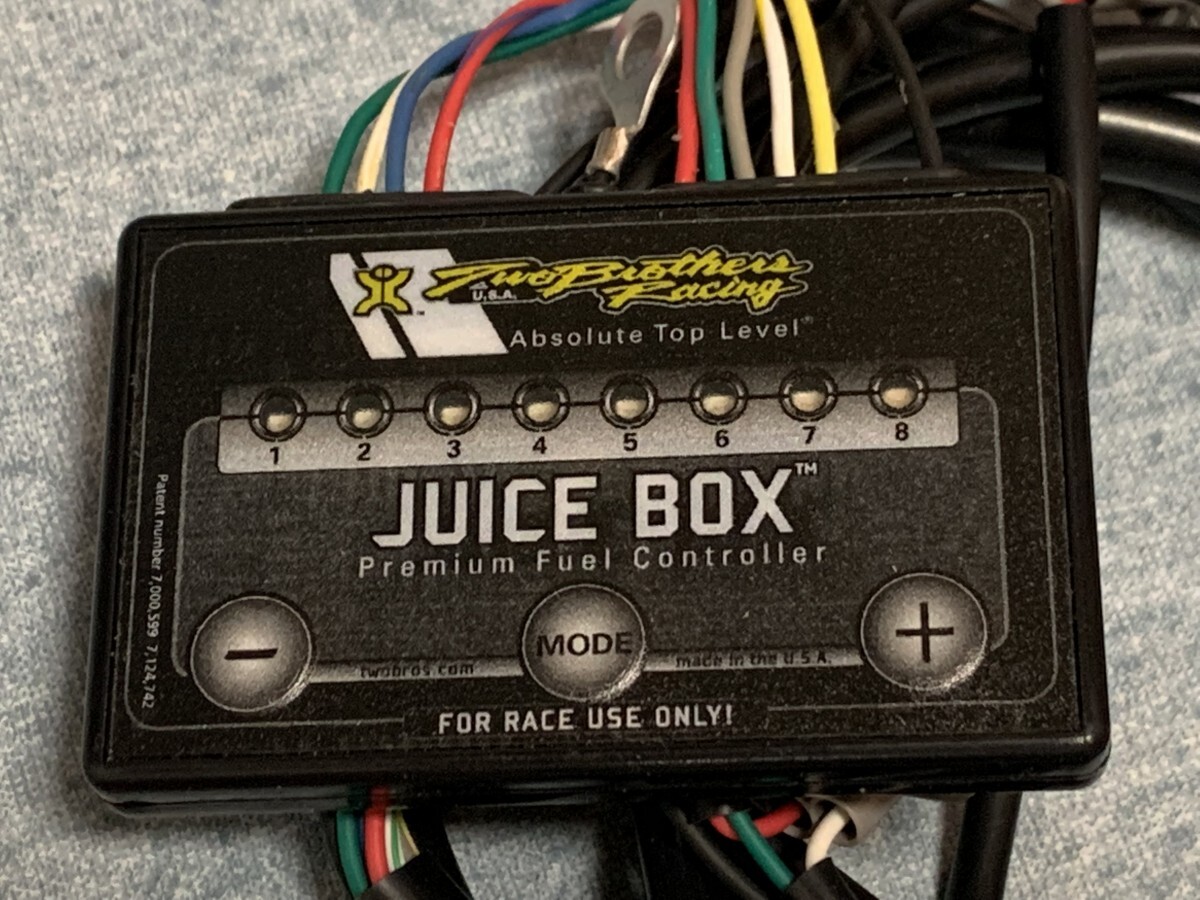 Two Brothers
U.S.A. Racing
™
Absolute Top Level®
1 2 3 4 5 6 7 8
JUICE BOX™
Premium Fuel Controller
Patent number 7,000,599 7,124,742
− MODE +
twobros.com made in the U.S.A.
FOR RACE USE ONLY!